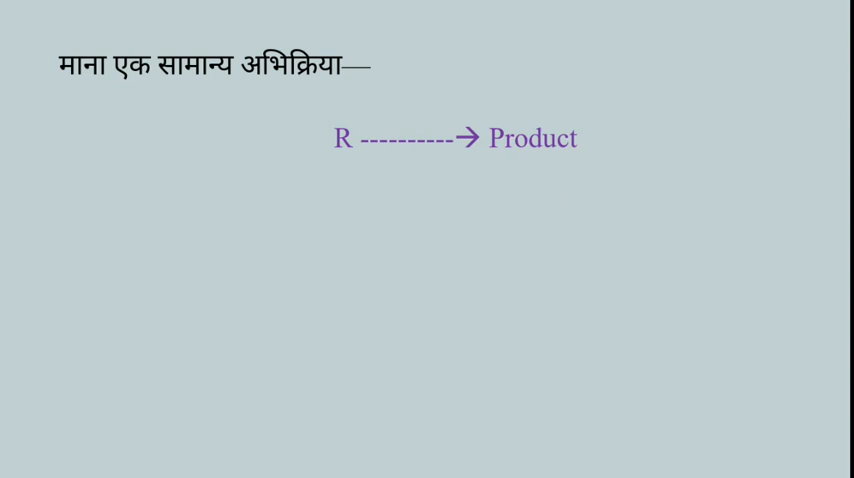 माना एक सामान्य अभिक्रिया—
R ----------→ Product